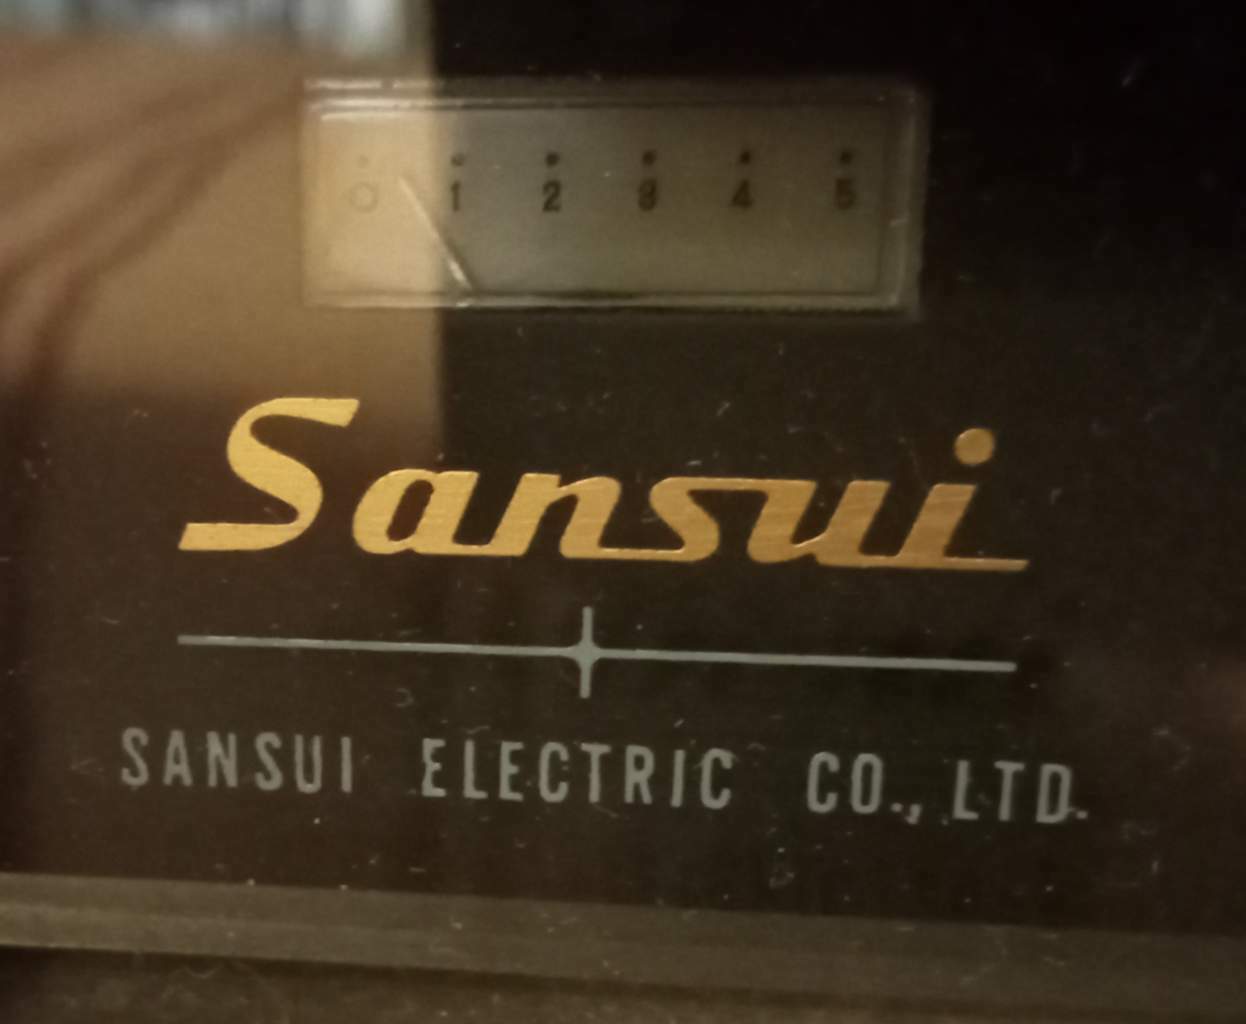 0 1 2 3 4 5
Sansui
SANSUI ELECTRIC CO., LTD.